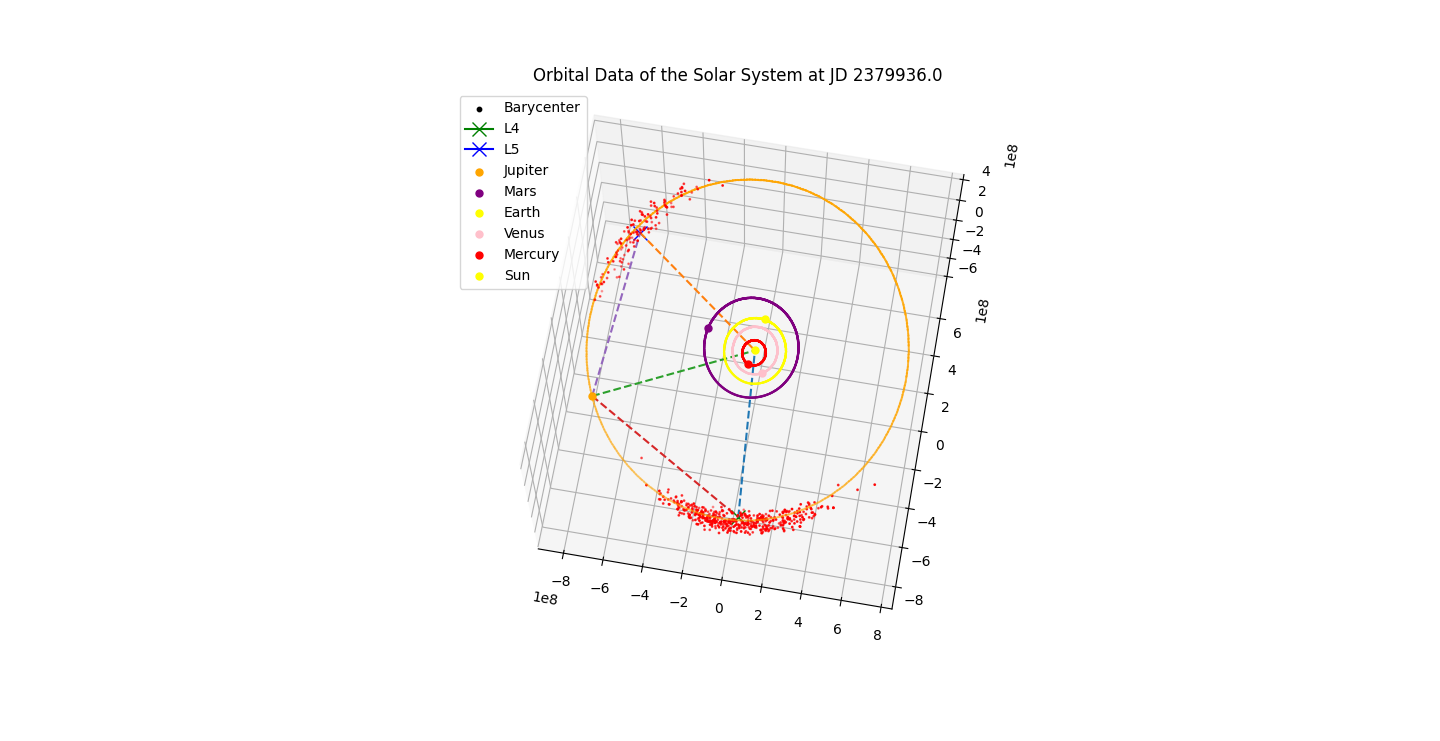 Orbital Data of the Solar System at JD 2379936.0
Barycenter
L4
L5
Jupiter
Mars
Earth
Venus
Mercury
Sun
1e8
4
2
0
−2
−4
−6
1e8
6
4
2
0
−2
−4
−6
−8
−8
−6
−4
−2
0
2
4
6
8
1e8